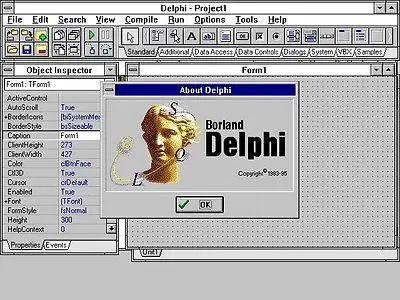 Delphi - Project1
File Edit Search View Compile Run Options Tools Help
Standard Additional Data Access Data Controls Dialogs System VBX Samples
Object Inspector
Form1: TForm1
ActiveControl
AutoScroll True
+BorderIcons [biSystemMe
BorderStyle bsSizeable
Caption Form1
ClientHeight 273
ClientWidth 427
Color clBtnFace
Ctl3D True
Cursor crDefault
Enabled True
+Font (TFont)
FormStyle fsNormal
Height 300
HelpContext 0
Properties Events
Form1
About Delphi
S
Q
L
Borland
Delphi
Copyright © 1983-95
OK
Unit1